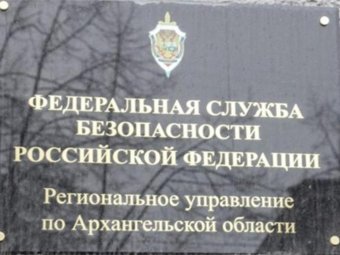 ФЕДЕРАЛЬНАЯ СЛУЖБА
БЕЗОПАСНОСТИ
РОССИЙСКОЙ ФЕДЕРАЦИИ
Региональное управление
по Архангельской области